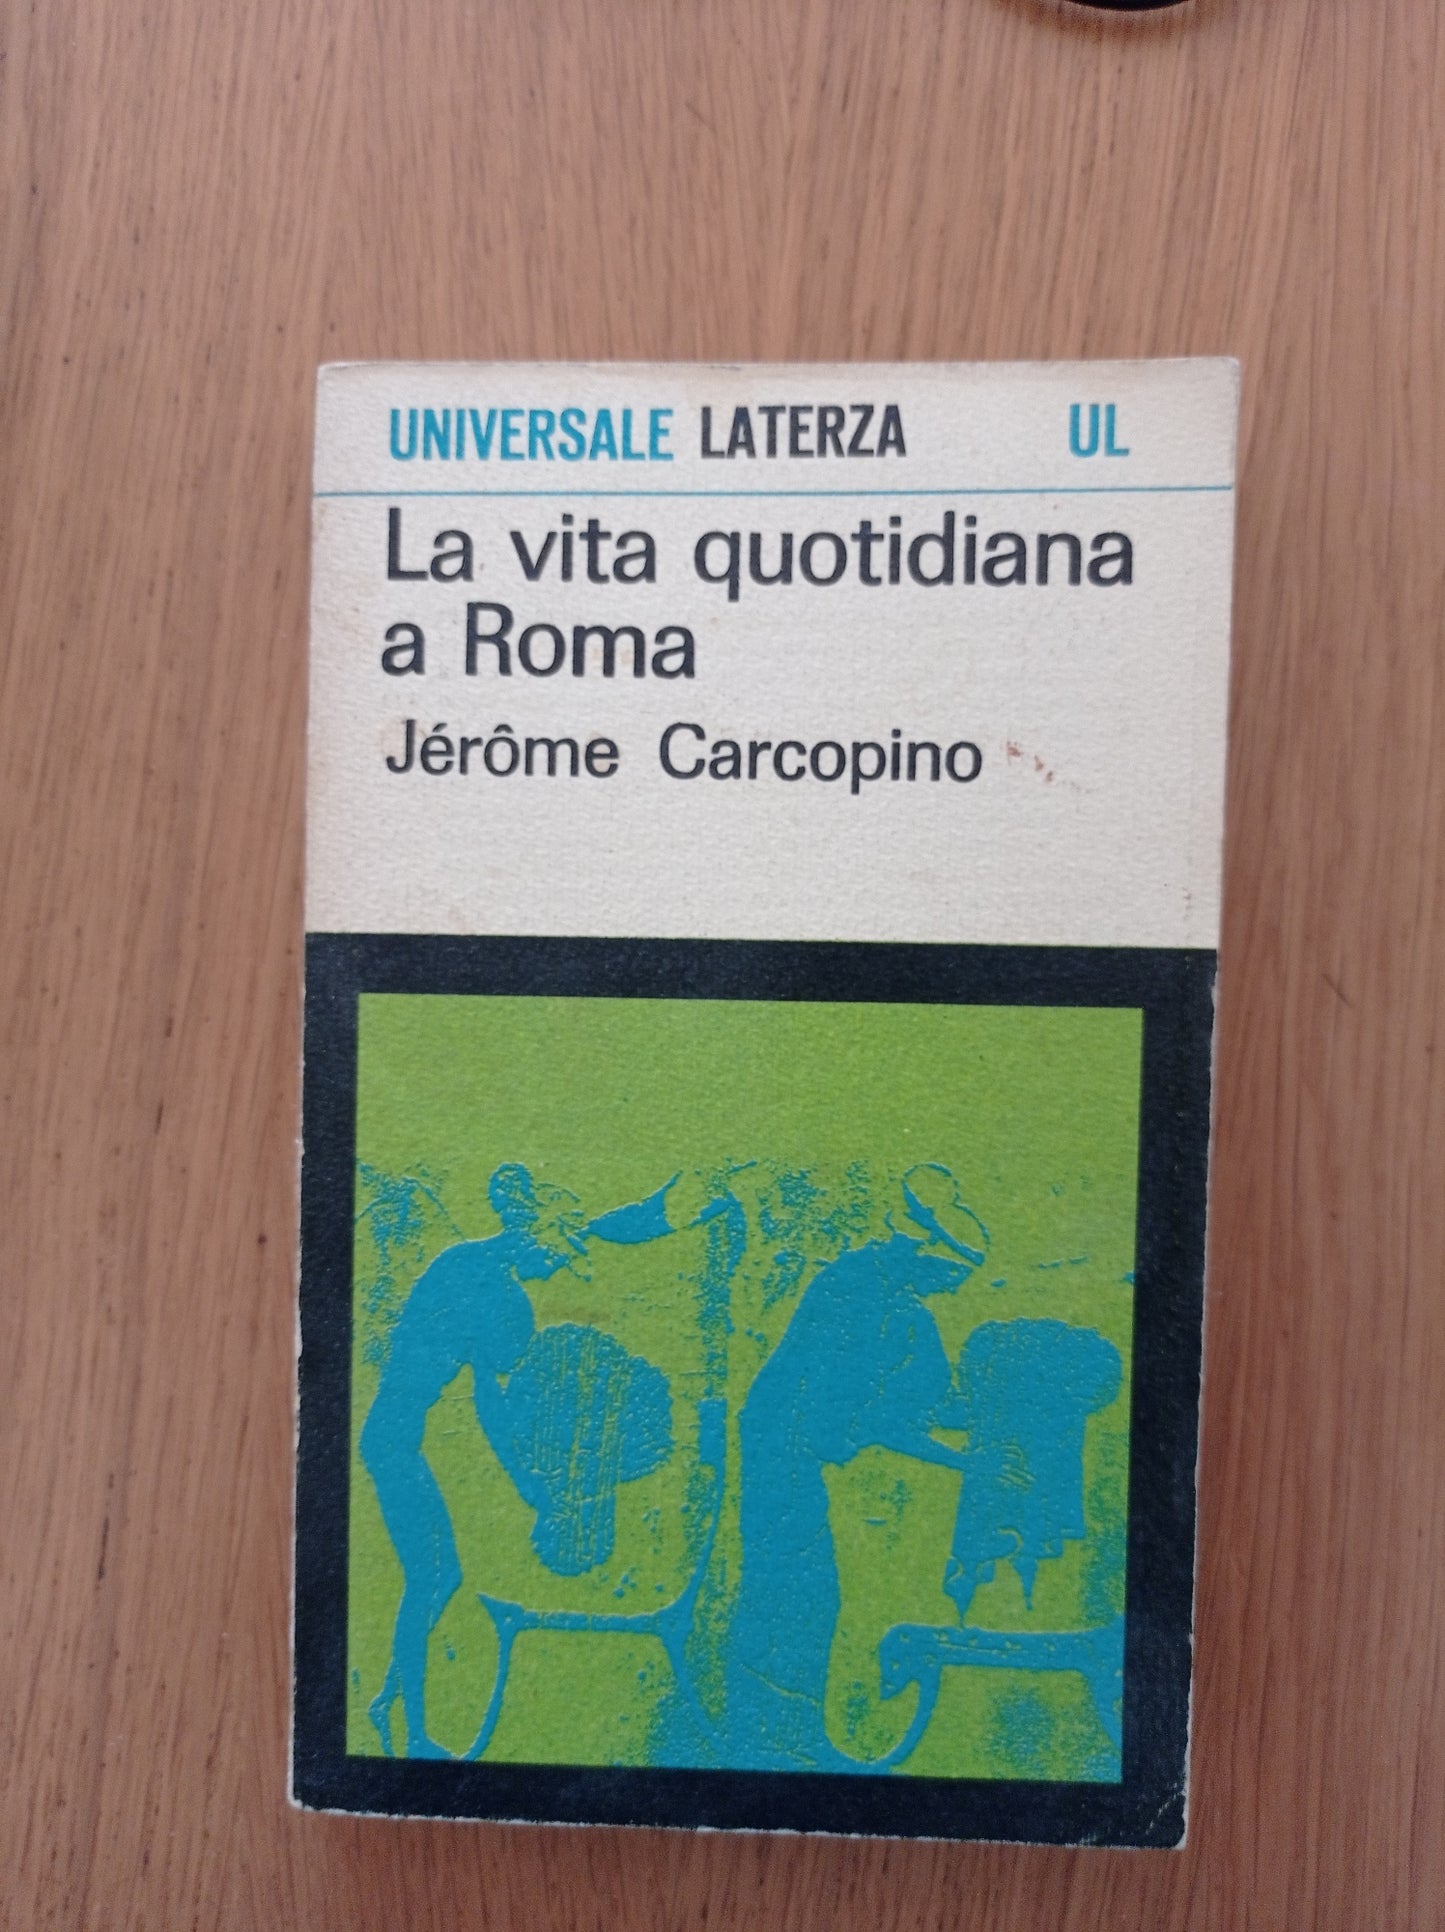 UNIVERSALE LATERZA UL
La vita quotidiana
a Roma
Jérôme Carcopino